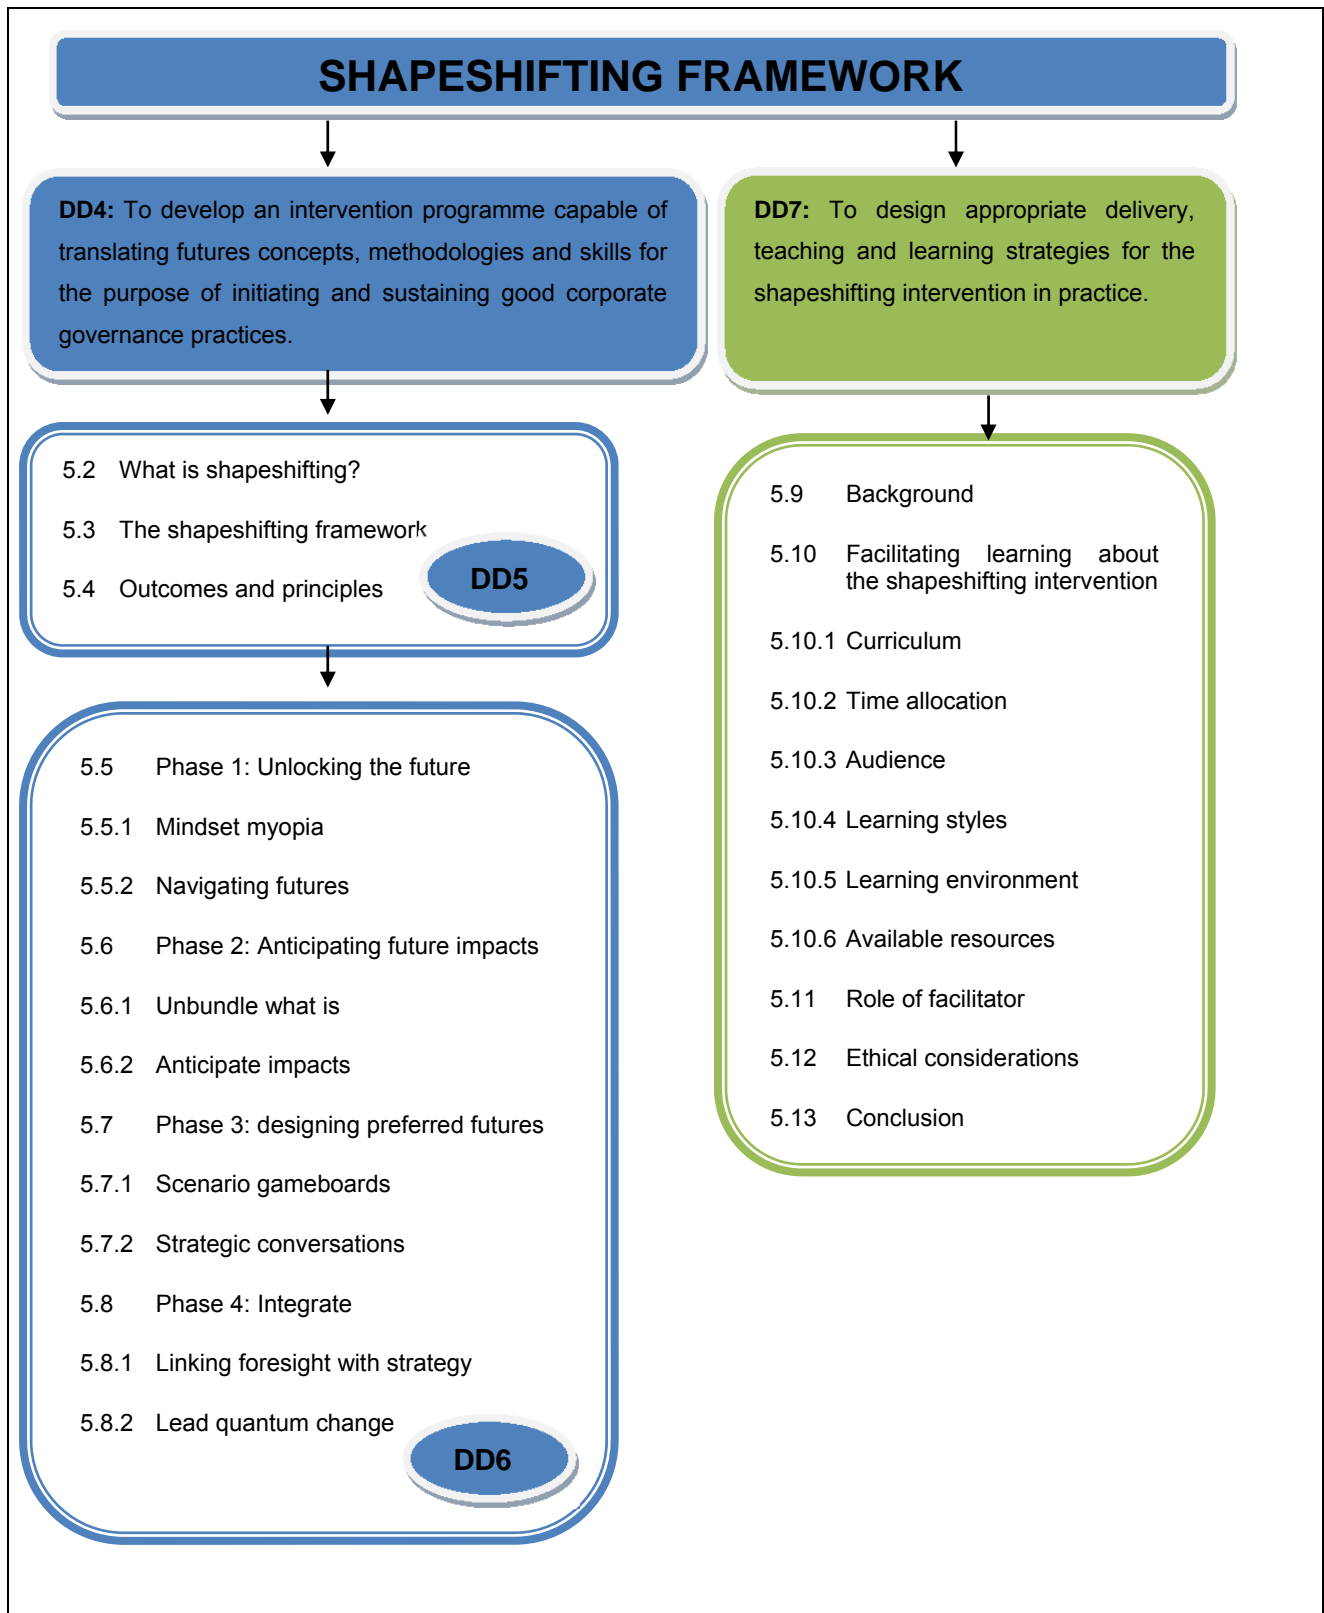 SHAPESHIFTING FRAMEWORK
DD4: To develop an intervention programme capable of
translating futures concepts, methodologies and skills for
the purpose of initiating and sustaining good corporate
governance practices.
DD7: To design appropriate delivery,
teaching and learning strategies for the
shapeshifting intervention in practice.
5.2 What is shapeshifting?
5.3 The shapeshifting framework
5.4 Outcomes and principles
DD5
5.5 Phase 1: Unlocking the future
5.5.1 Mindset myopia
5.5.2 Navigating futures
5.6 Phase 2: Anticipating future impacts
5.6.1 Unbundle what is
5.6.2 Anticipate impacts
5.7 Phase 3: designing preferred futures
5.7.1 Scenario gameboards
5.7.2 Strategic conversations
5.8 Phase 4: Integrate
5.8.1 Linking foresight with strategy
5.8.2 Lead quantum change
DD6
5.9 Background
5.10 Facilitating learning about
the shapeshifting intervention
5.10.1 Curriculum
5.10.2 Time allocation
5.10.3 Audience
5.10.4 Learning styles
5.10.5 Learning environment
5.10.6 Available resources
5.11 Role of facilitator
5.12 Ethical considerations
5.13 Conclusion